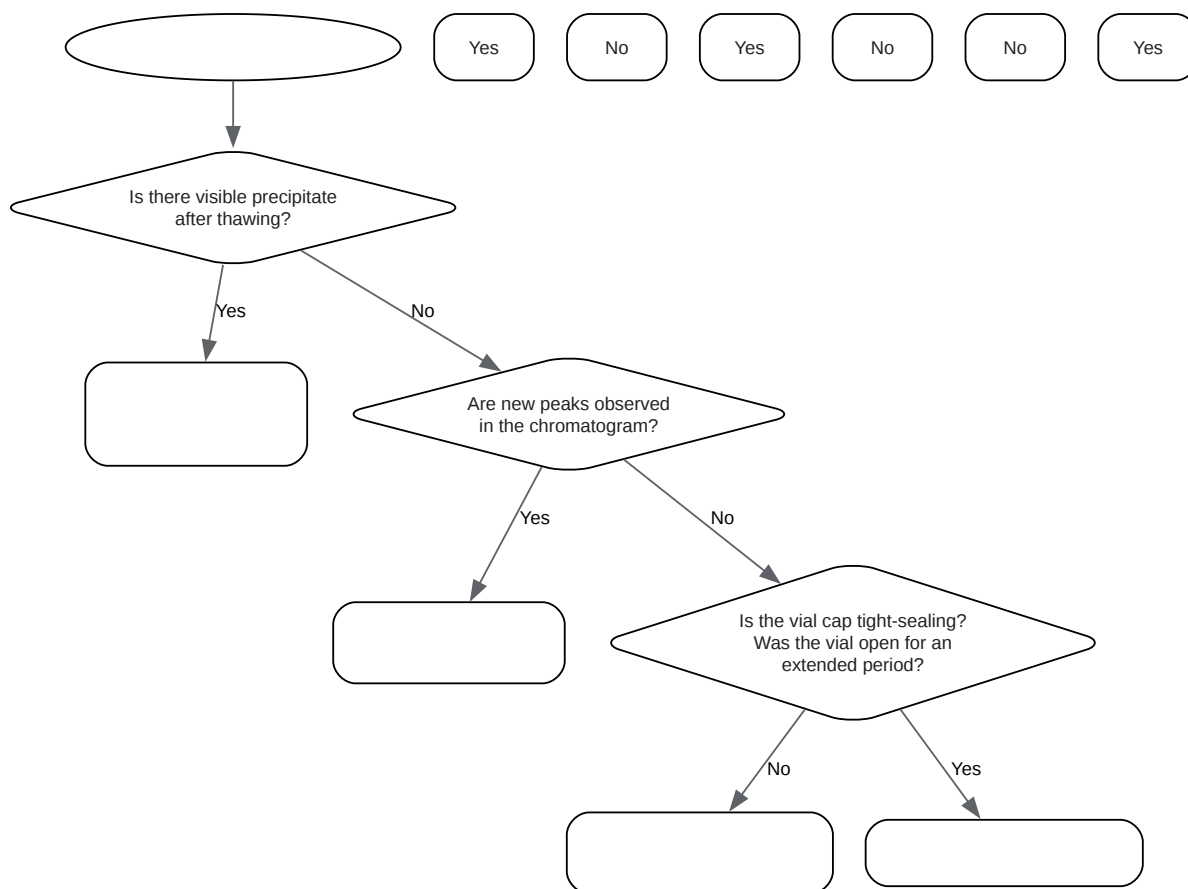 Yes
No
Yes
No
No
Yes
Is there visible precipitate
after thawing?
Yes
No
Are new peaks observed
in the chromatogram?
Yes
No
Is the vial cap tight-sealing?
Was the vial open for an
extended period?
No
Yes